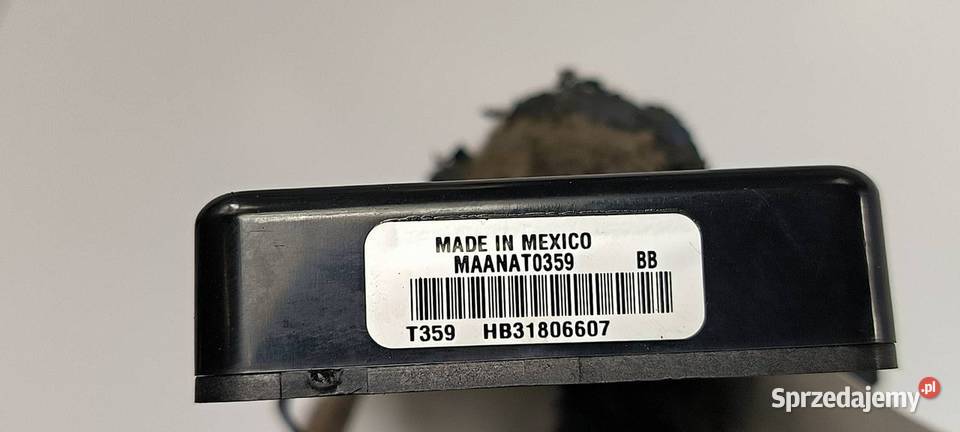 MADE IN MEXICO
MAANAT0359 BB
T359 HB31806607
Sprzedajemy.pl